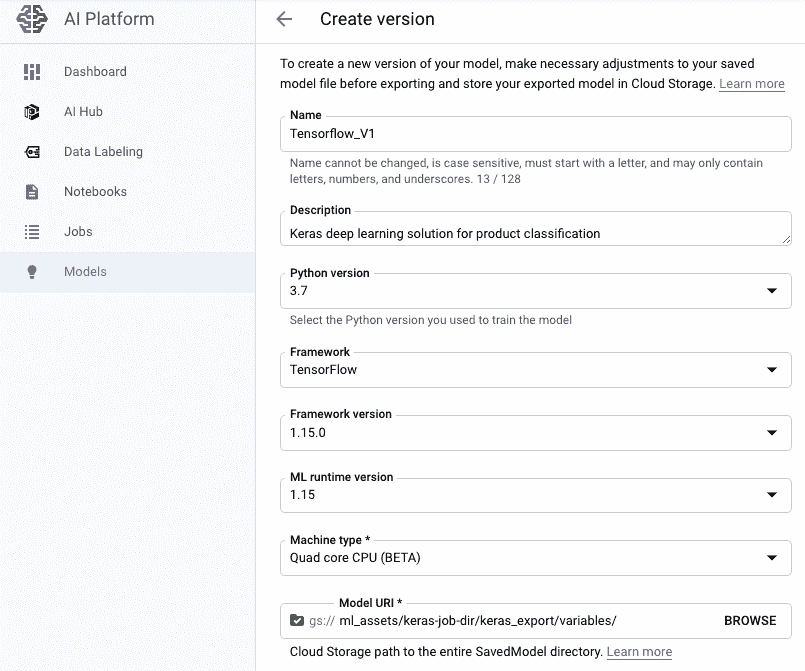 AI Platform
Create version
Dashboard
AI Hub
Data Labeling
Notebooks
Jobs
Models
To create a new version of your model, make necessary adjustments to your saved
model file before exporting and store your exported model in Cloud Storage. Learn more
Name
Tensorflow_V1
Name cannot be changed, is case sensitive, must start with a letter, and may only contain
letters, numbers, and underscores. 13 / 128
Description
Keras deep learning solution for product classification
Python version
3.7
Select the Python version you used to train the model
Framework
TensorFlow
Framework version
1.15.0
ML runtime version
1.15
Machine type *
Quad core CPU (BETA)
Model URI *
gs:// ml_assets/keras-job-dir/keras_export/variables/ BROWSE
Cloud Storage path to the entire SavedModel directory. Learn more